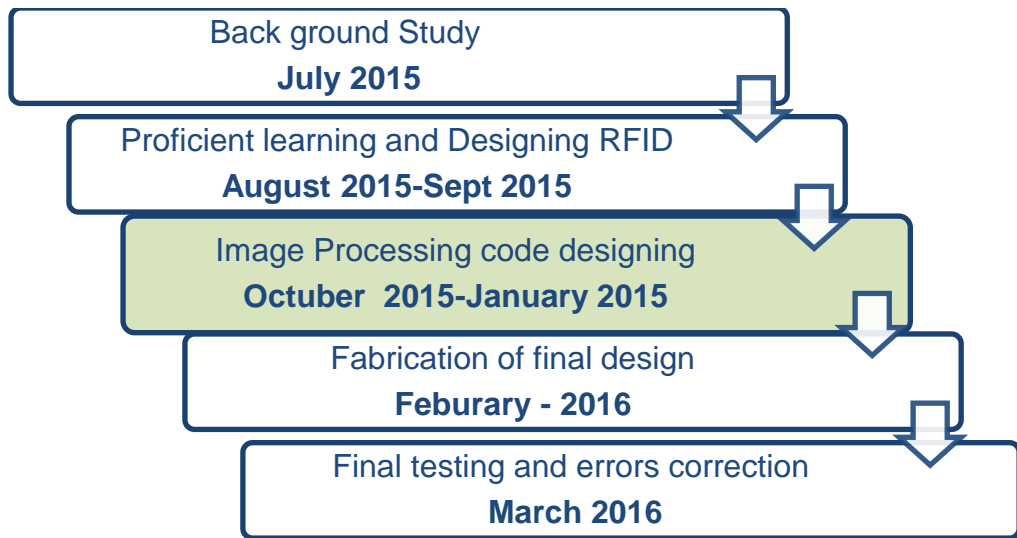 Back ground Study
July 2015
Proficient learning and Designing RFID
August 2015-Sept 2015
Image Processing code designing
Octuber  2015-January 2015
Fabrication of final design
Feburary - 2016
Final testing and errors correction
March 2016